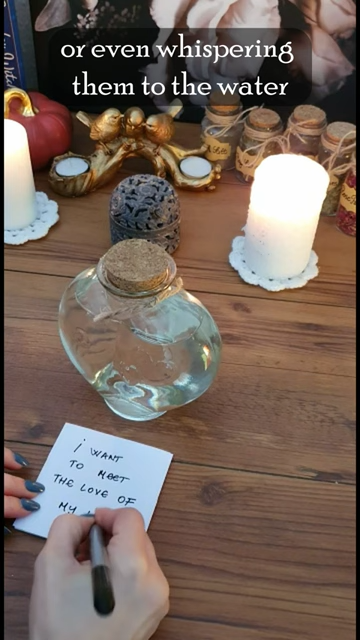 or even whispering
them to the water
i WANT
TO MEET
THE LOVE OF
MY